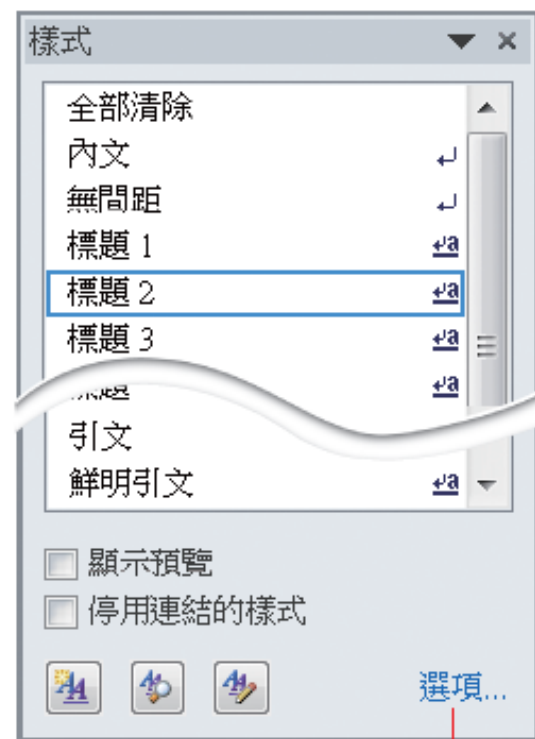 樣式
全部清除
內文
無間距
標題 1
標題 2
標題 3
標題
引文
鮮明引文
顯示預覽
停用連結的樣式
選項...